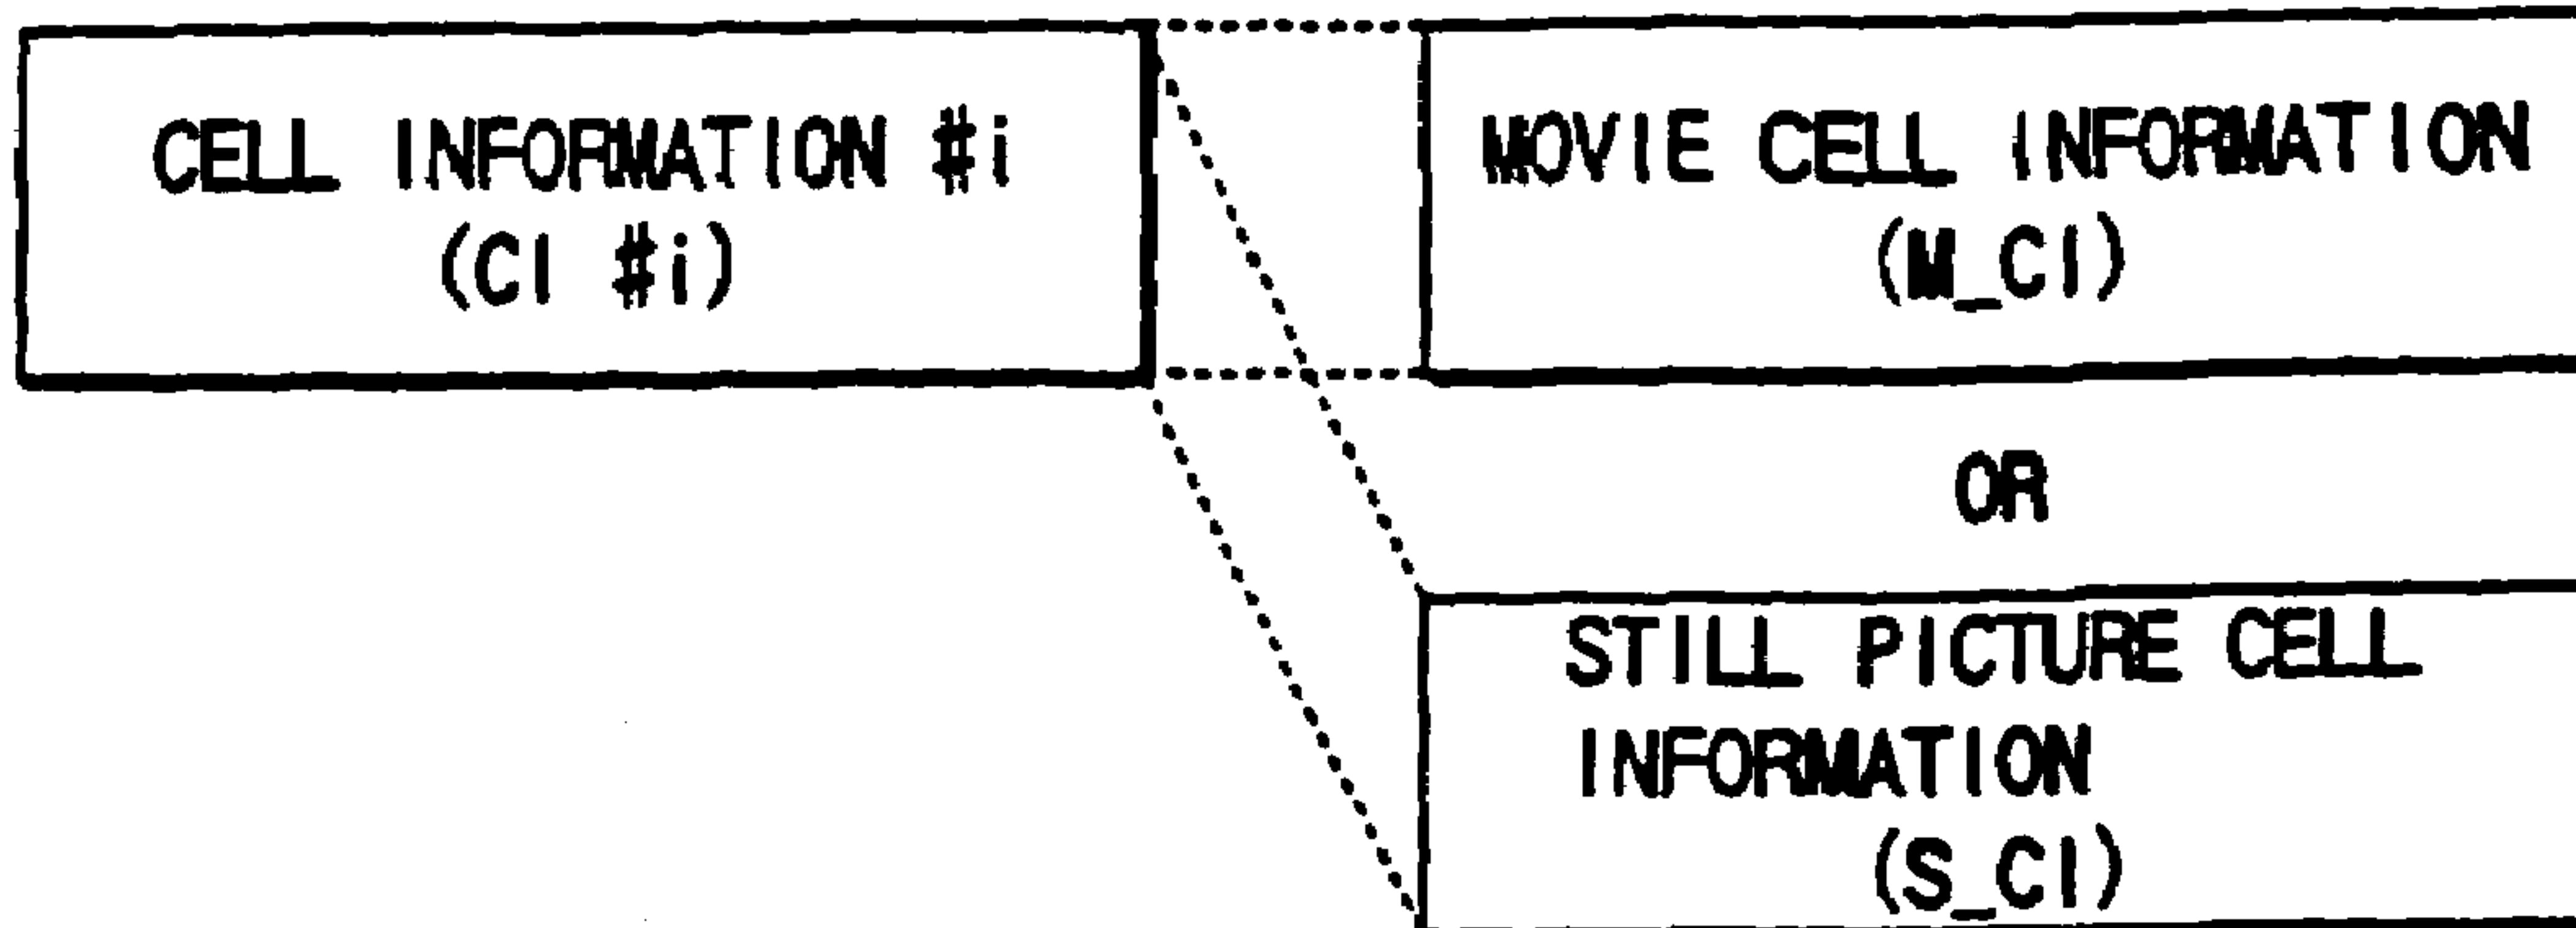 CELL INFORMATION #i
(CI #i)
MOVIE CELL INFORMATION
(M_CI)
OR
STILL PICTURE CELL
INFORMATION
(S_CI)